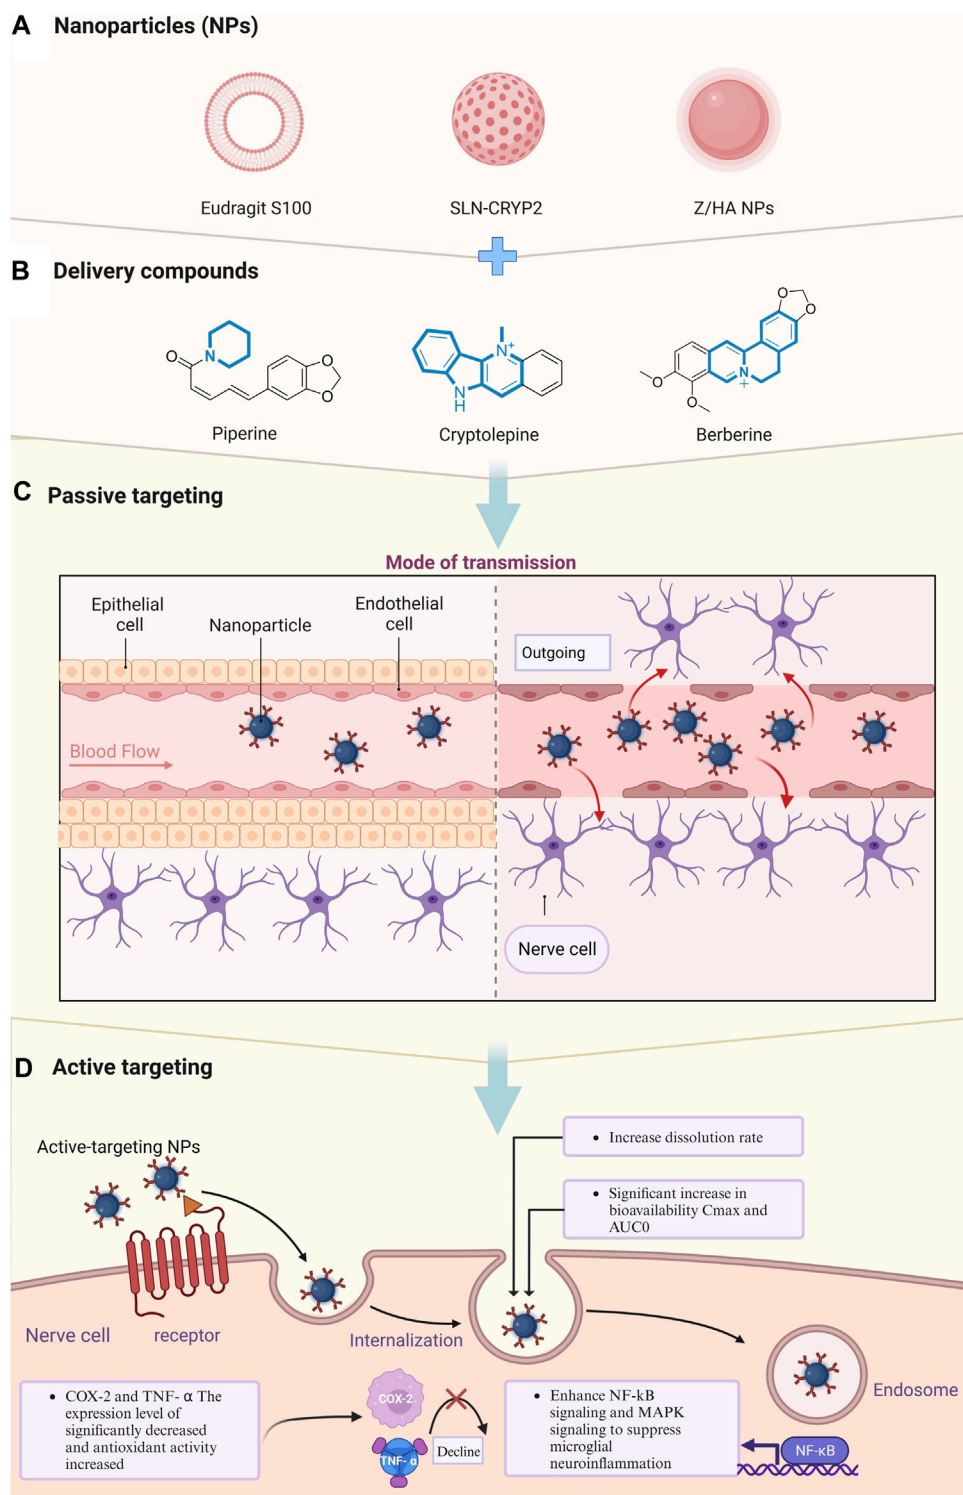 A Nanoparticles (NPs)
Eudragit S100
SLN-CRYP2
Z/HA NPs
B Delivery compounds
O
N
O
O
N+
N
H
O
O
N
+
O
O
Piperine
Cryptolepine
Berberine
C Passive targeting
Mode of transmission
Epithelial
cell
Nanoparticle
Endothelial
cell
Outgoing
Blood Flow
Nerve cell
D Active targeting
Active-targeting NPs
• Increase dissolution rate
• Significant increase in
bioavailability Cmax and
AUC0
Nerve cell
receptor
Internalization
Endosome
• COX-2 and TNF- α The
expression level of
significantly decreased
and antioxidant activity
increased
COX-2
TNF- α
Decline
• Enhance NF-kB
signaling and MAPK
signaling to suppress
microglial
neuroinflammation
NF-κB